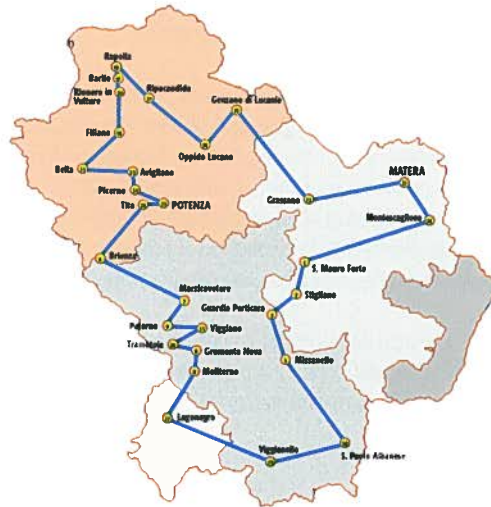 Rapolla
Barile
Rionero in
Vulture
Ripacandida
Genzano di Lucania
Filiano
Oppido Lucano
Bella
Avigliano
Picerno
Tito
POTENZA
MATERA
Grassano
Montescaglioso
Brienza
S. Mauro Forte
Marsicovetere
Stigliano
Guardia Perticara
Paterno
Viggiano
Tramutola
Grumento Nova
Missanello
Moliterno
Lagonegro
Viggianello
S. Paolo Albanese